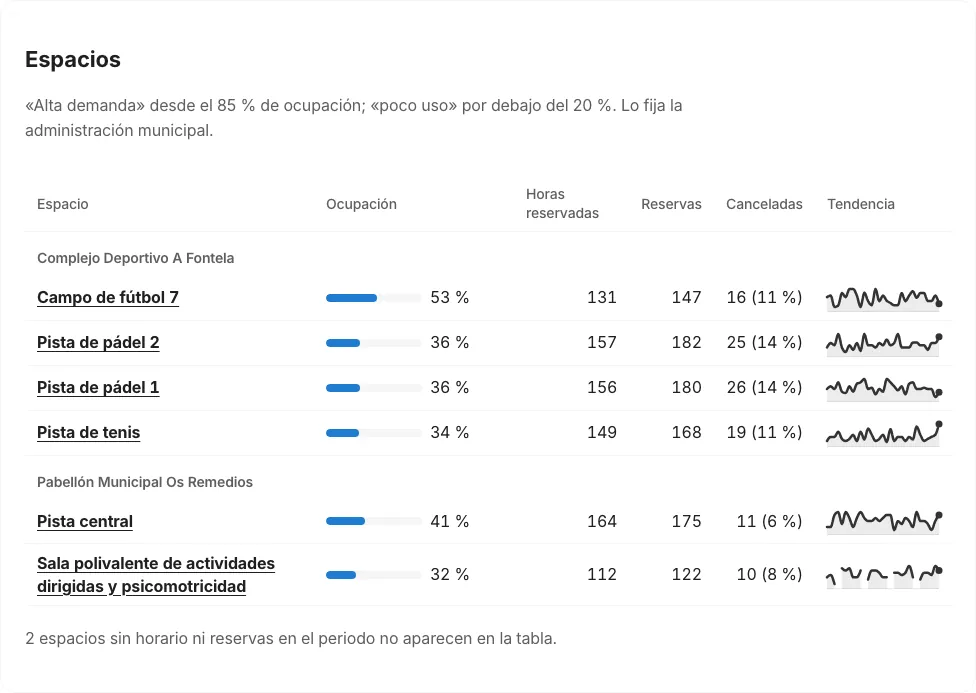 Espacios
«Alta demanda» desde el 85 % de ocupación; «poco uso» por debajo del 20 %. Lo fija la
administración municipal.
Espacio Ocupación Horas reservadas Reservas Canceladas Tendencia
Complejo Deportivo A Fontela
Campo de fútbol 7 53 % 131 147 16 (11 %)
Pista de pádel 2 36 % 157 182 25 (14 %)
Pista de pádel 1 36 % 156 180 26 (14 %)
Pista de tenis 34 % 149 168 19 (11 %)
Pabellón Municipal Os Remedios
Pista central 41 % 164 175 11 (6 %)
Sala polivalente de actividades
dirigidas y psicomotricidad 32 % 112 122 10 (8 %)
2 espacios sin horario ni reservas en el periodo no aparecen en la tabla.